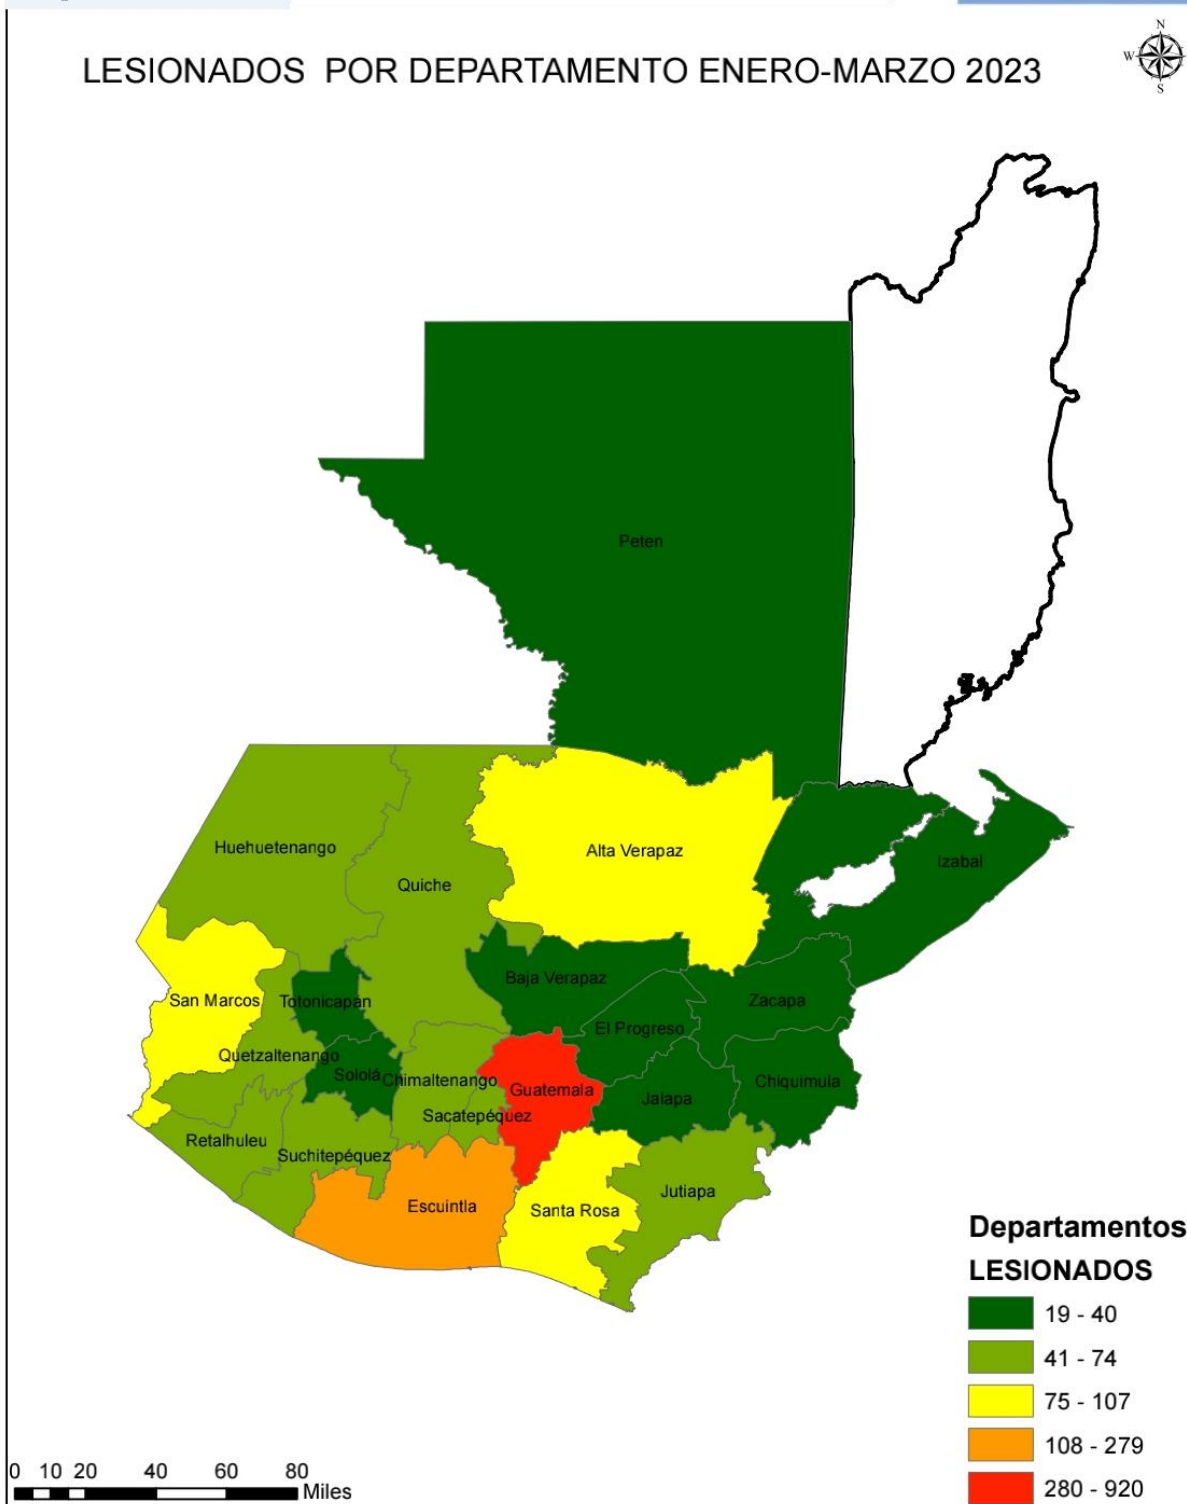 LESIONADOS POR DEPARTAMENTO ENERO-MARZO 2023
N
W
S
Peten
Huehuetenango
Quiche
Alta Verapaz
Izabal
San Marcos
Totonicapán
Baja Verapaz
Zacapa
El Progreso
Quetzaltenango
Sololá
Chimaltenango
Guatemala
Jalapa
Chiquimula
Sacatepéquez
Retalhuleu
Suchitepéquez
Escuintla
Santa Rosa
Jutiapa
Departamentos
LESIONADOS
19 - 40
41 - 74
75 - 107
108 - 279
280 - 920
0 10 20 40 60 80
Miles